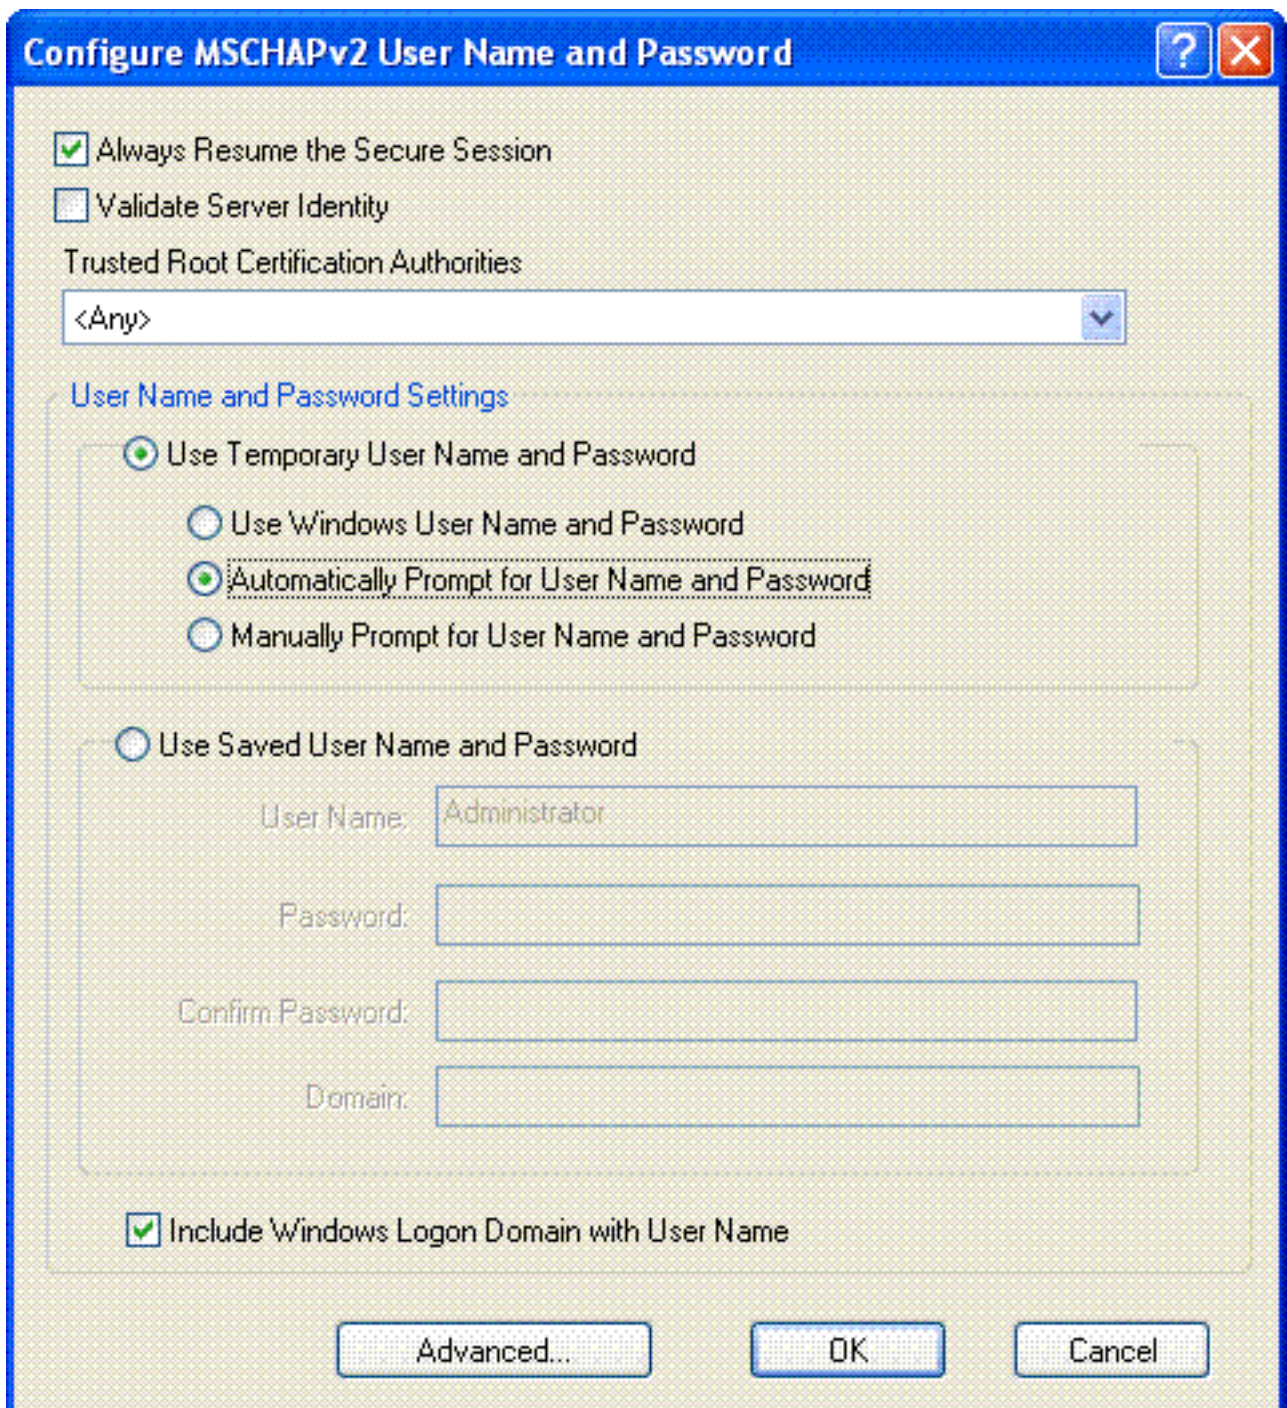 Configure MSCHAPv2 User Name and Password
Always Resume the Secure Session
Validate Server Identity
Trusted Root Certification Authorities
<Any>
User Name and Password Settings
Use Temporary User Name and Password
Use Windows User Name and Password
Automatically Prompt for User Name and Password
Manually Prompt for User Name and Password
Use Saved User Name and Password
User Name: Administrator
Password:
Confirm Password:
Domain:
Include Windows Logon Domain with User Name
Advanced... OK Cancel